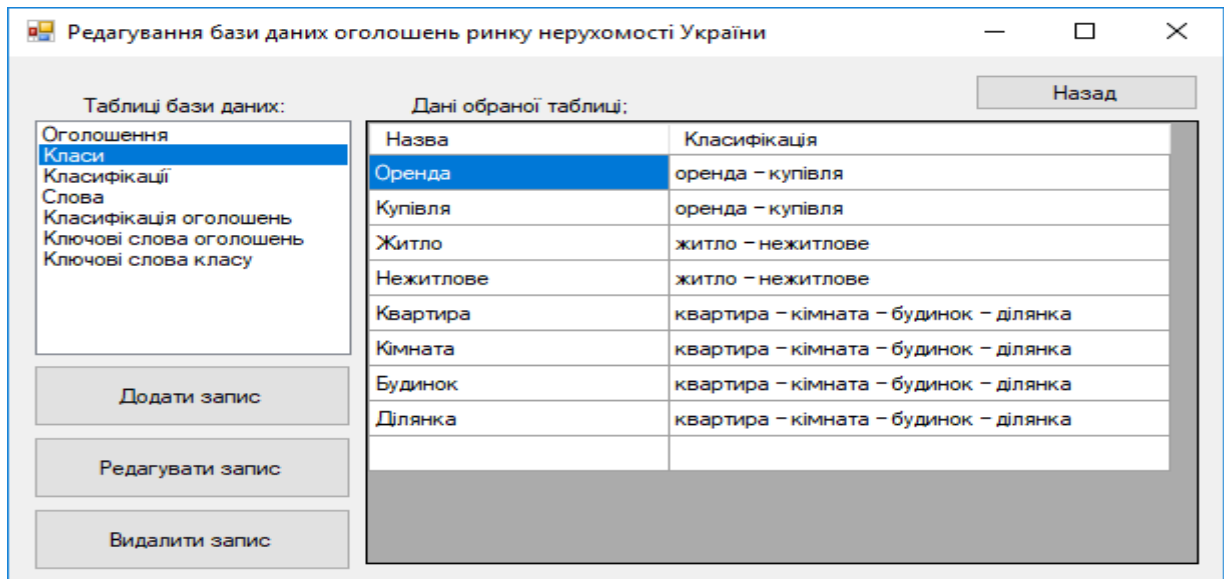 Редагування бази даних оголошень ринку нерухомості України
Назад
Таблиці бази даних:
Дані обраної таблиці;
Оголошення
Класи
Класифікації
Слова
Класифікація оголошень
Ключові слова оголошень
Ключові слова класу
Назва Класифікація
Оренда оренда – купівля
Купівля оренда – купівля
Житло житло – нежитлове
Нежитлове житло – нежитлове
Квартира квартира – кімната – будинок – ділянка
Кімната квартира – кімната – будинок – ділянка
Будинок квартира – кімната – будинок – ділянка
Ділянка квартира – кімната – будинок – ділянка
Додати запис
Редагувати запис
Видалити запис